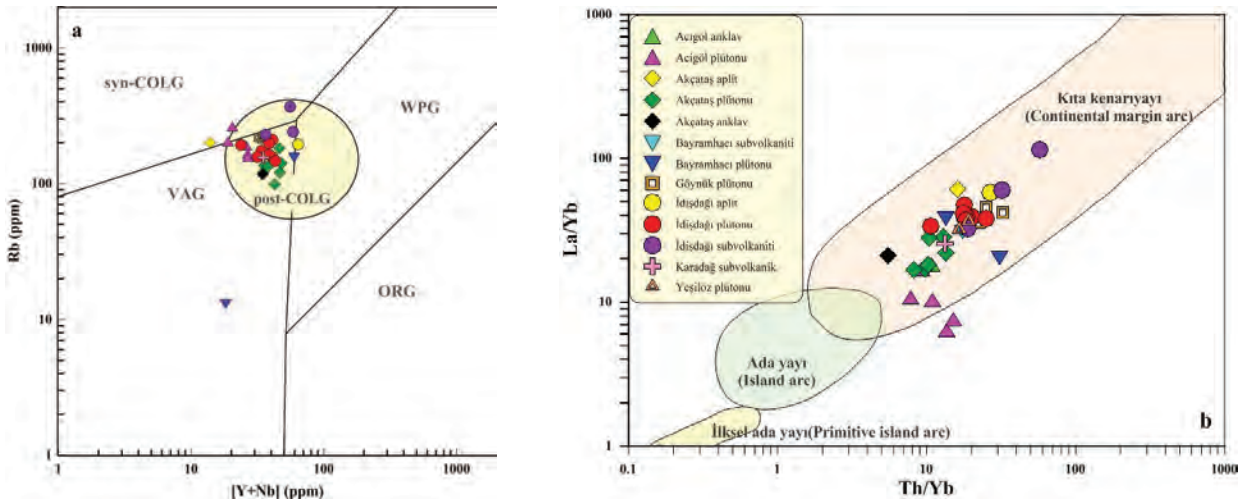 a
1000
100
10
1
Rb (ppm)
syn-COLG
WPG
VAG
post-COLG
ORG
1
10
100
1000
[Y+Nb] (ppm)
1000
100
10
1
La/Yb
Acıgöl anklav
Acigöl plütonu
Akçataş aplit
Akçataş plütonu
Akçataş anklav
Bayramhacı subvolkaniti
Bayramhacı plütonu
Göynük plütonu
İdişdağı aplit
İdişdağı plütonu
İdişdağı subvolkaniti
Karadağ subvolkanik
Yeşilöz plütonu
Kıta kenarıyayı
(Continental margin arc)
Ada yayı
(Island arc)
İlksel ada yayı(Primitive island arc)
b
0.1
1
10
100
1000
Th/Yb